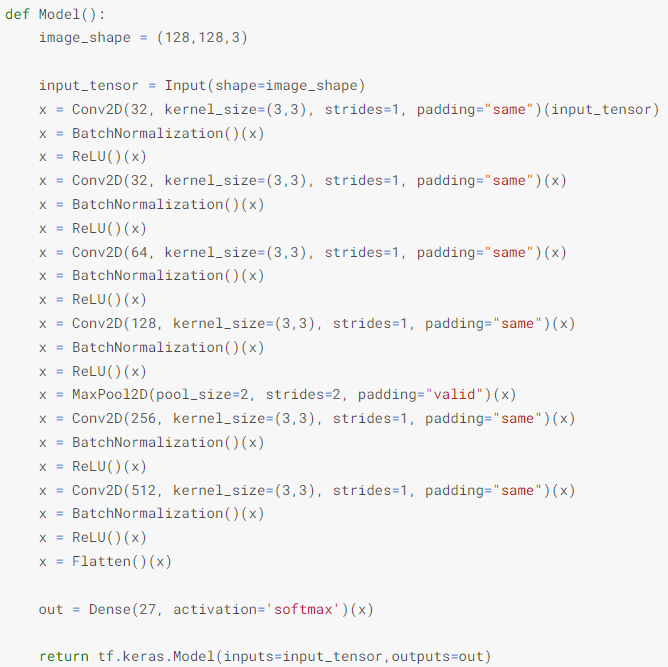 def Model():
    image_shape = (128,128,3)

    input_tensor = Input(shape=image_shape)
    x = Conv2D(32, kernel_size=(3,3), strides=1, padding="same")(input_tensor)
    x = BatchNormalization()(x)
    x = ReLU()(x)
    x = Conv2D(32, kernel_size=(3,3), strides=1, padding="same")(x)
    x = BatchNormalization()(x)
    x = ReLU()(x)
    x = Conv2D(64, kernel_size=(3,3), strides=1, padding="same")(x)
    x = BatchNormalization()(x)
    x = ReLU()(x)
    x = Conv2D(128, kernel_size=(3,3), strides=1, padding="same")(x)
    x = BatchNormalization()(x)
    x = ReLU()(x)
    x = MaxPool2D(pool_size=2, strides=2, padding="valid")(x)
    x = Conv2D(256, kernel_size=(3,3), strides=1, padding="same")(x)
    x = BatchNormalization()(x)
    x = ReLU()(x)
    x = Conv2D(512, kernel_size=(3,3), strides=1, padding="same")(x)
    x = BatchNormalization()(x)
    x = ReLU()(x)
    x = Flatten()(x)

    out = Dense(27, activation='softmax')(x)

    return tf.keras.Model(inputs=input_tensor,outputs=out)